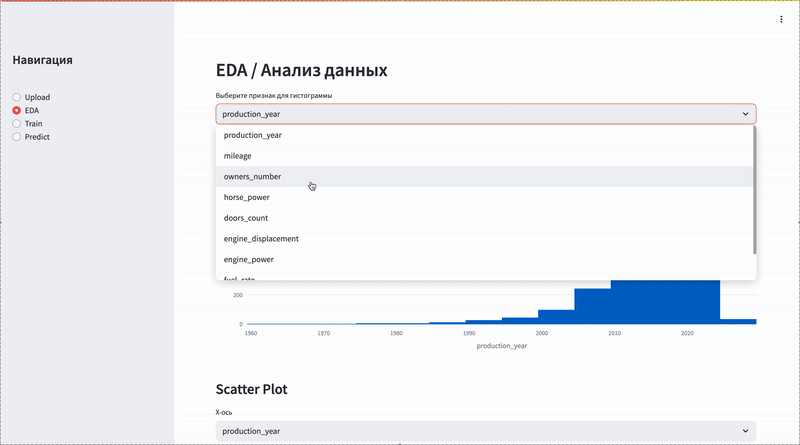 Навигация
Upload
EDA
Train
Predict
EDA / Анализ данных
Выберите признак для гистограммы
production_year
production_year
mileage
owners_number
horse_power
doors_count
engine_displacement
engine_power
fuel_rate
200
0
1960 1970 1980 1990 2000 2010 2020
production_year
Scatter Plot
X-ось
production_year